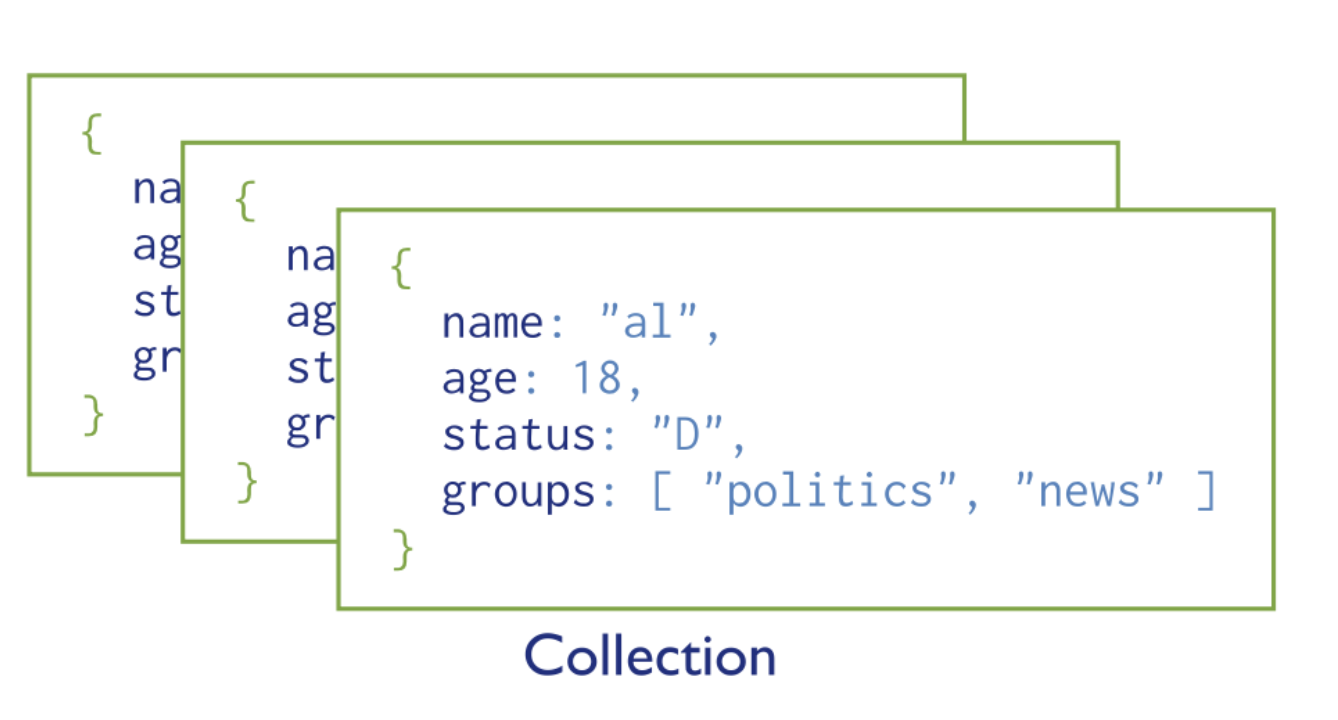 {
na
ag
st
gr
}
{
na
ag
st
gr
}
{
name: "al",
age: 18,
status: "D",
groups: [ "politics", "news" ]
}
Collection